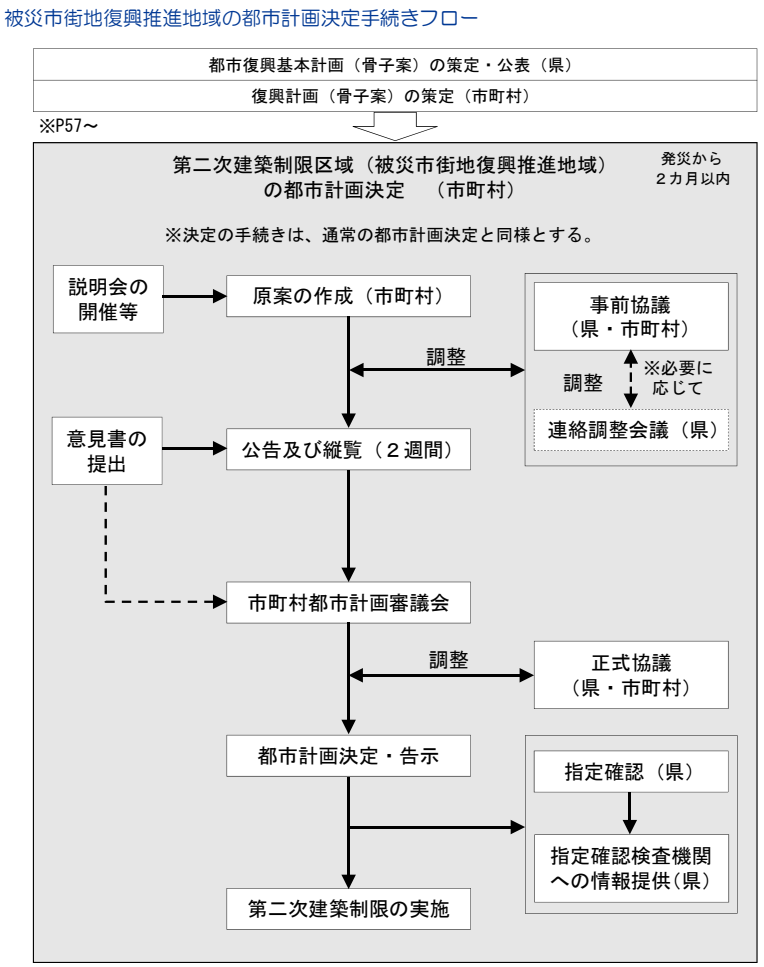 被災市街地復興推進地域の都市計画決定手続きフロー
都市復興基本計画（骨子案）の策定・公表（県）
復興計画（骨子案）の策定（市町村）
※P57～
第二次建築制限区域（被災市街地復興推進地域）
の都市計画決定　（市町村）
発災から
２カ月以内
※決定の手続きは、通常の都市計画決定と同様とする。
説明会の
開催等
原案の作成（市町村）
事前協議
（県・市町村）
調整
調整
※必要に
応じて
連絡調整会議（県）
意見書の
提出
公告及び縦覧（２週間）
市町村都市計画審議会
調整
正式協議
（県・市町村）
都市計画決定・告示
指定確認（県）
指定確認検査機関
への情報提供(県)
第二次建築制限の実施